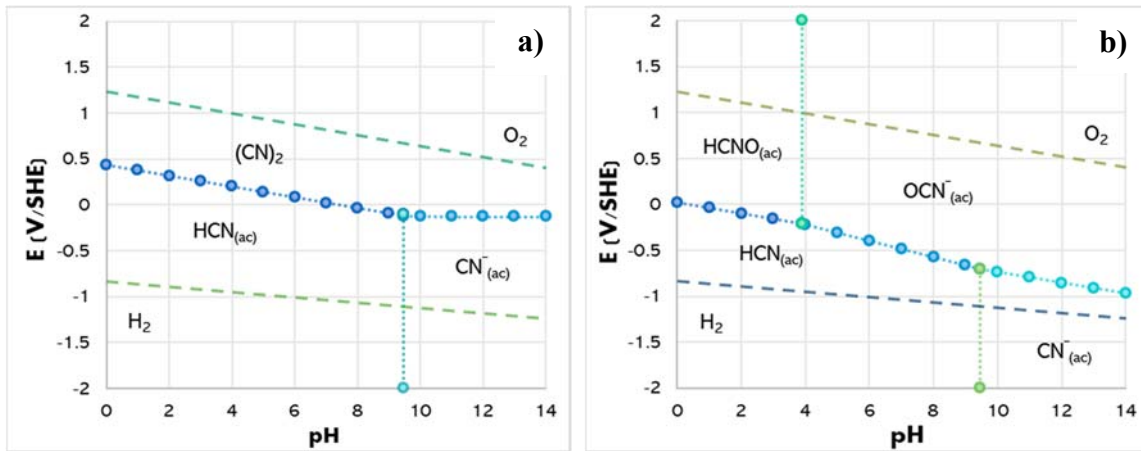 a)
E (V/SHE)
2
1.5
1
0.5
0
-0.5
-1
-1.5
-2
O₂
(CN)₂
HCN(ac)
CN⁻(ac)
H₂
0 2 4 6 8 10 12 14
pH
b)
E (V/SHE)
2
1.5
1
0.5
0
-0.5
-1
-1.5
-2
HCNO(ac)
O₂
OCN⁻(ac)
HCN(ac)
H₂
CN⁻(ac)
0 2 4 6 8 10 12 14
pH